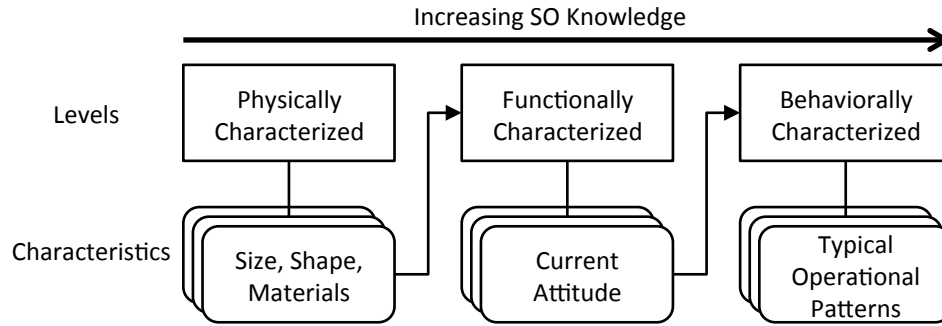 Increasing SO Knowledge
Levels
Physically
Characterized
Functionally
Characterized
Behaviorally
Characterized
Characteristics
Size, Shape,
Materials
Current
Attitude
Typical
Operational
Patterns